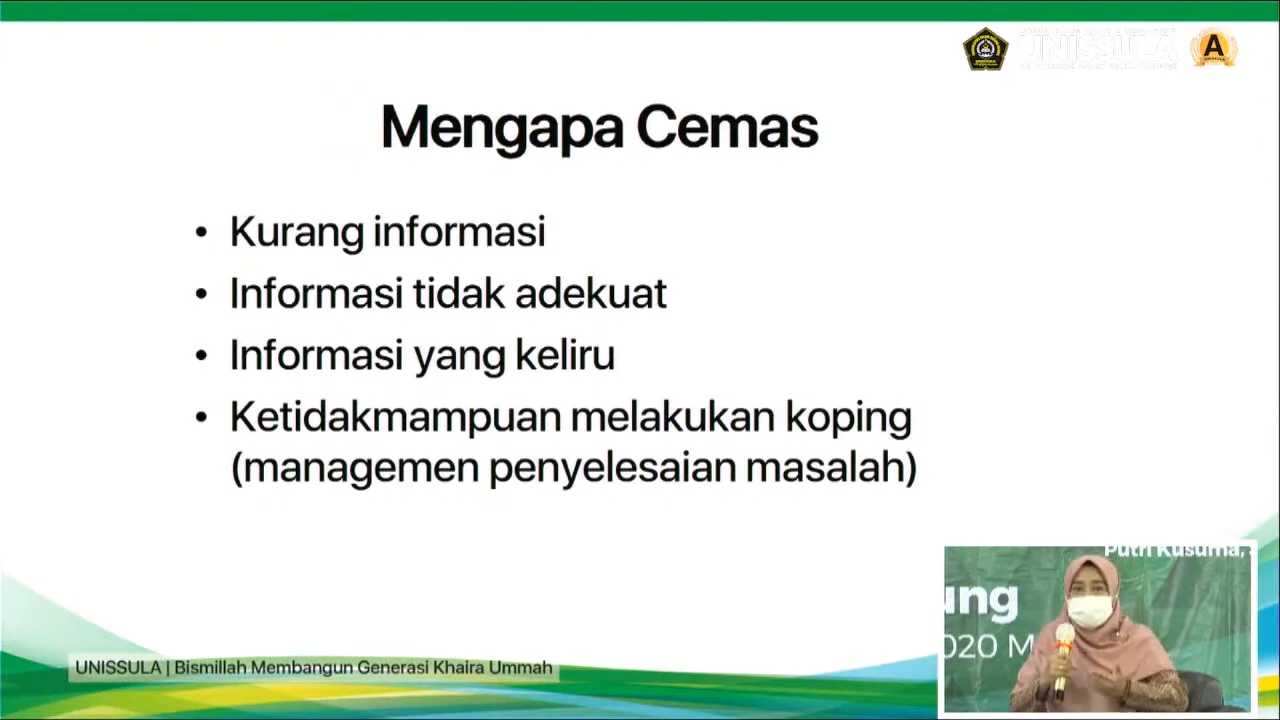 UNISSULA
A
Mengapa Cemas
• Kurang informasi
• Informasi tidak adekuat
• Informasi yang keliru
• Ketidakmampuan melakukan koping
(managemen penyelesaian masalah)
Putri Kusuma,
ung
020 M
UNISSULA | Bismillah Membangun Generasi Khaira Ummah